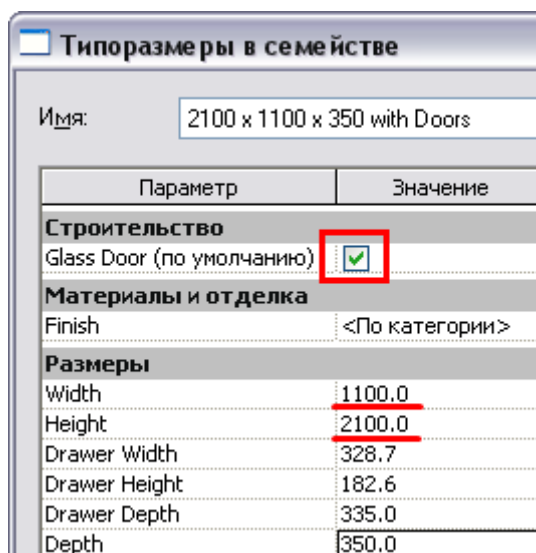 Типоразмеры в семействе
Имя: 2100 x 1100 x 350 with Doors
Параметр Значение
Строительство
Glass Door (по умолчанию)
Материалы и отделка
Finish <По категории>
Размеры
Width 1100.0
Height 2100.0
Drawer Width 328.7
Drawer Height 182.6
Drawer Depth 335.0
Depth 350.0